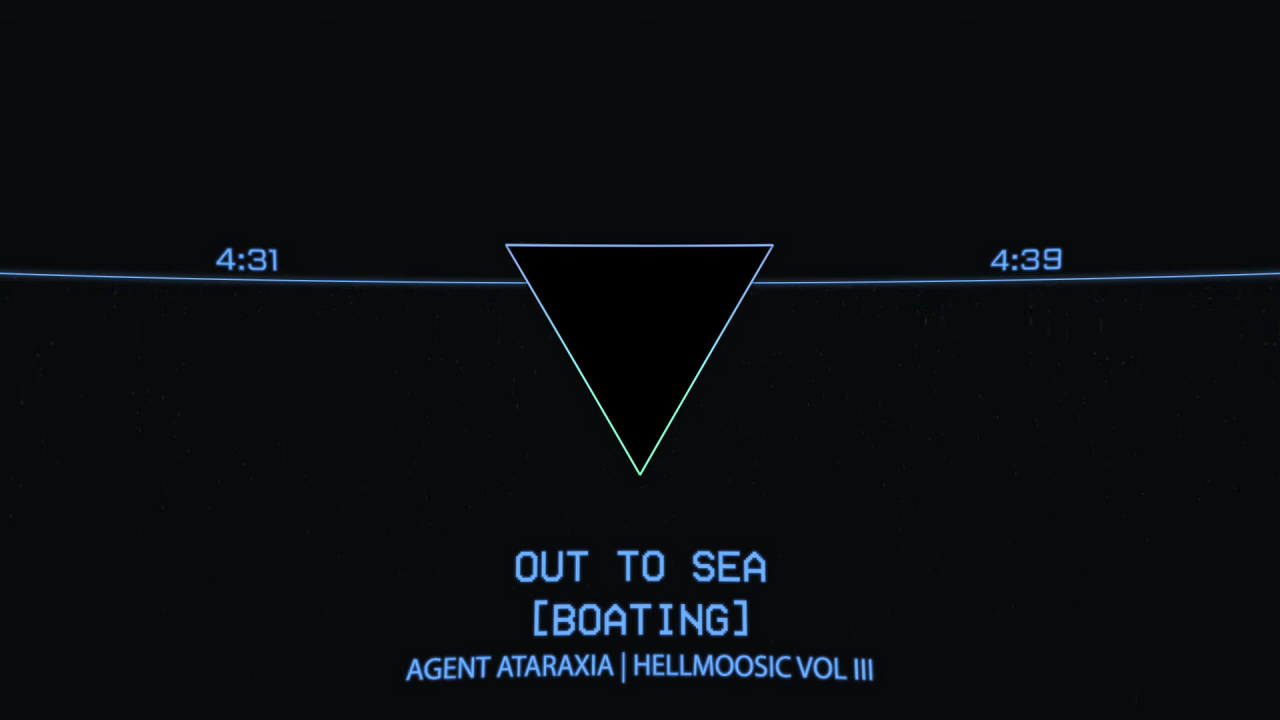 4:31
4:39
OUT TO SEA
[BOATING]
AGENT ATARAXIA | HELLMOOSIC VOL III